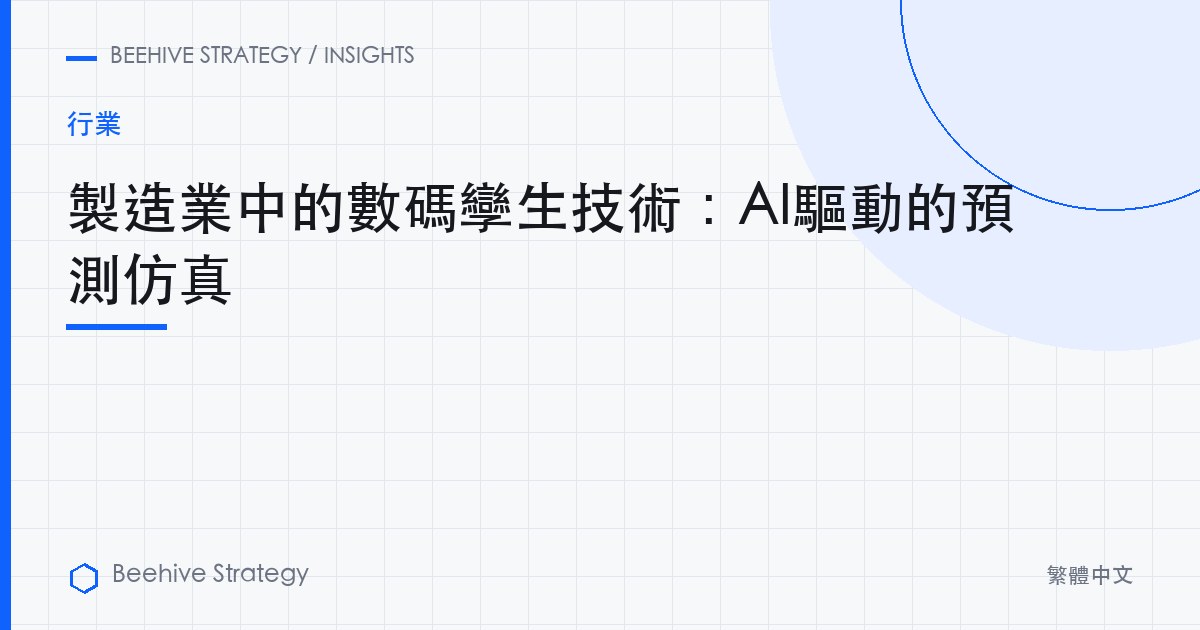 BEEHIVE STRATEGY / INSIGHTS
行業
製造業中的數碼孿生技術：AI驅動的預
測仿真
Beehive Strategy
繁體中文